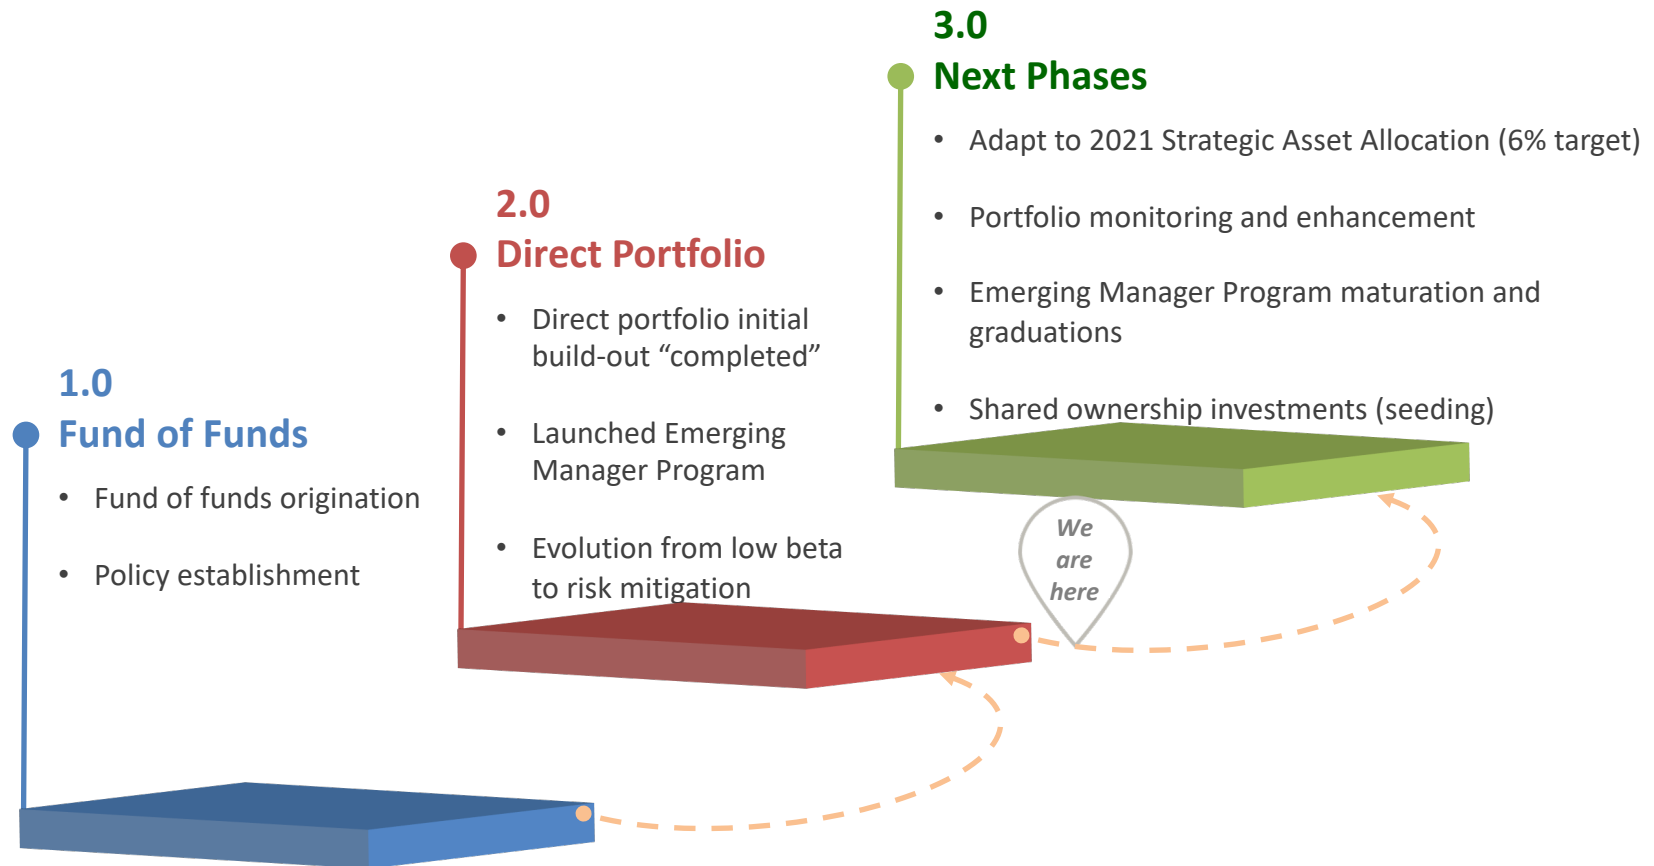 1.0
Fund of Funds
• Fund of funds origination
• Policy establishment
2.0
Direct Portfolio
• Direct portfolio initial
build-out “completed”
• Launched Emerging
Manager Program
• Evolution from low beta
to risk mitigation
3.0
Next Phases
• Adapt to 2021 Strategic Asset Allocation (6% target)
• Portfolio monitoring and enhancement
• Emerging Manager Program maturation and
graduations
• Shared ownership investments (seeding)
We
are
here